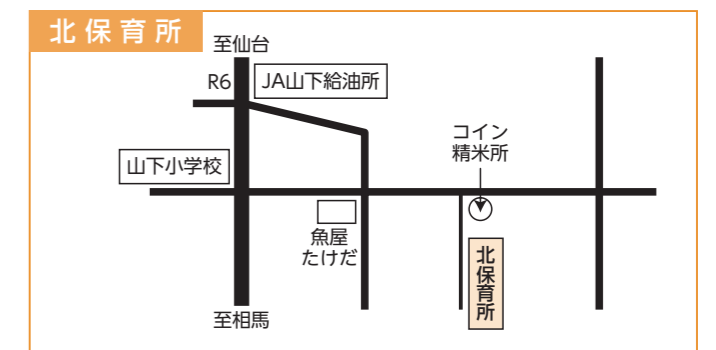 北保育所
至仙台
R6
JA山下給油所
コイン
精米所
山下小学校
魚屋
たけだ
北保育所
至相馬